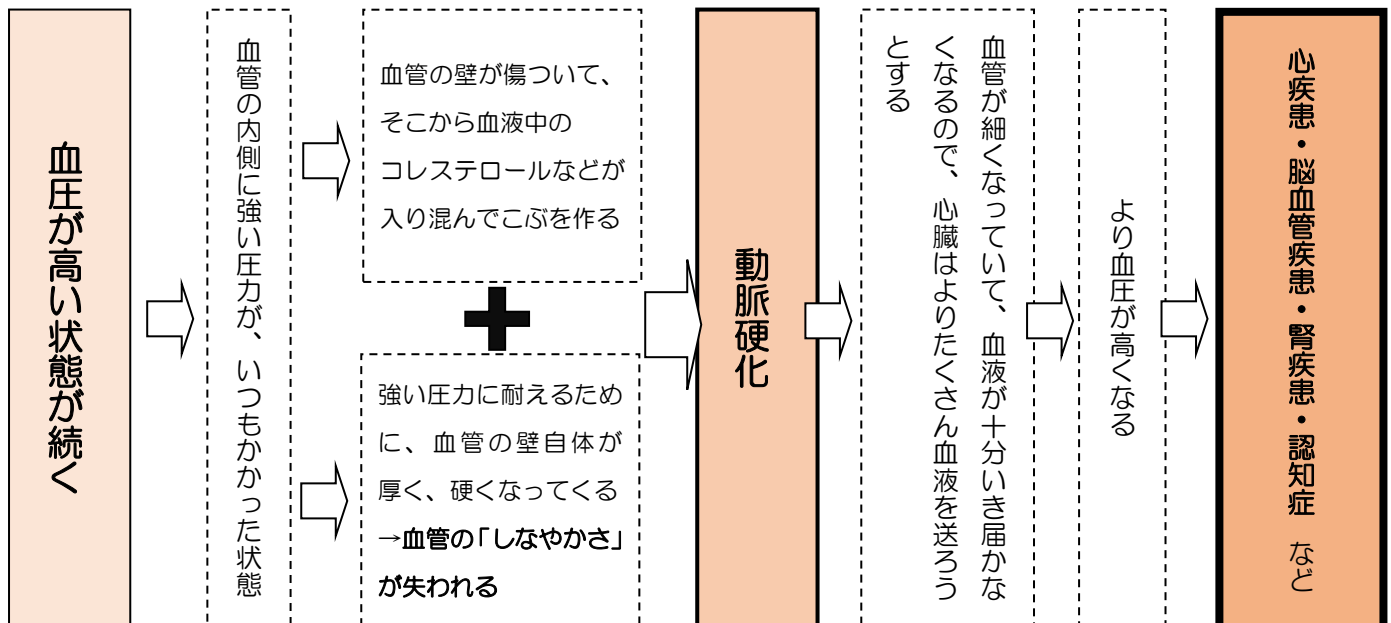 血圧が高い状態が続く
血管の内側に強い圧力が、いつもかかった状態
血管の壁が傷ついて、
そこから血液中の
コレステロールなどが
入り混んでこぶを作る
強い圧力に耐えるため
に、血管の壁自体が
厚く、硬くなってくる
→血管の「しなやかさ」
が失われる
動脈硬化
血管が細くなっていて、血液が十分いき届かな
くなるので、心臓はよりたくさん血液を送ろう
とする
より血圧が高くなる
心疾患・脳血管疾患・腎疾患・認知症 など